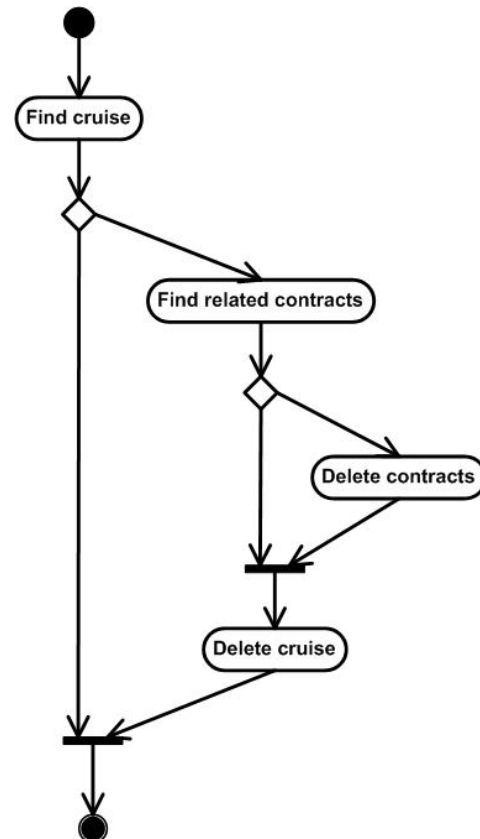 Find cruise
Find related contracts
Delete contracts
Delete cruise